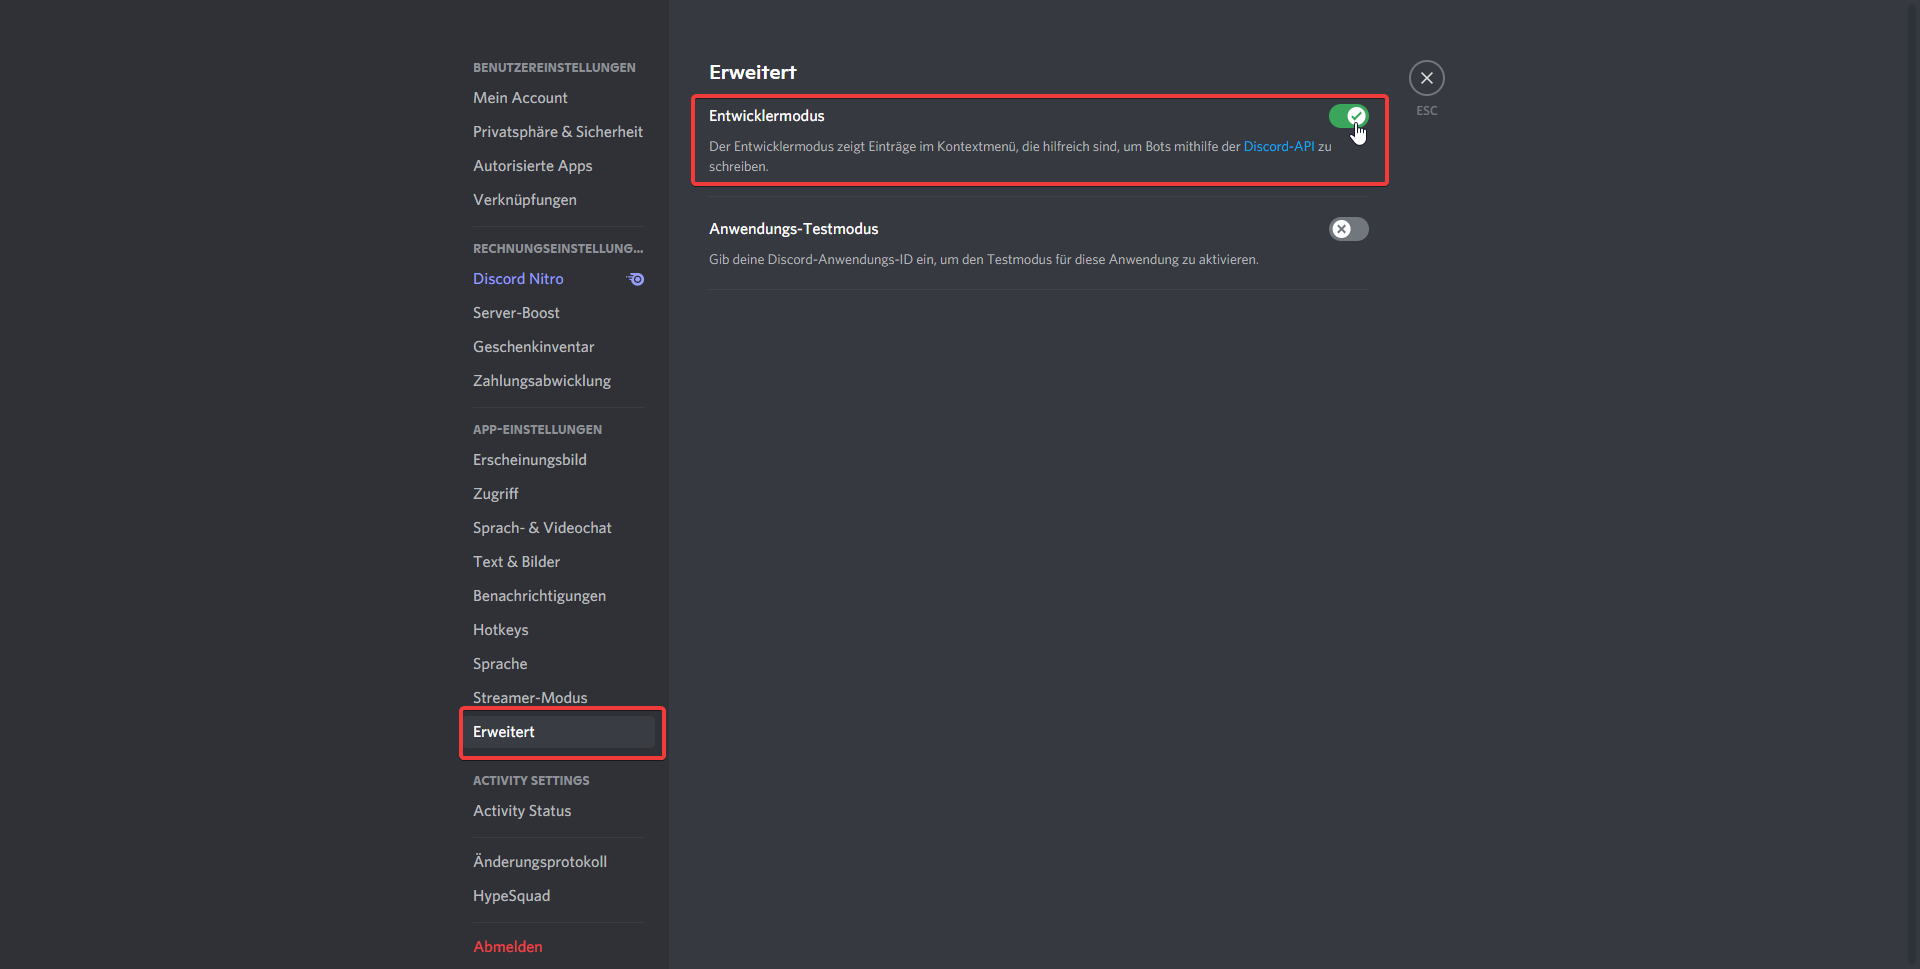 BENUTZEREINSTELLUNGEN
Mein Account
Privatsphäre & Sicherheit
Autorisierte Apps
Verknüpfungen
RECHNUNGSEINSTELLUNG...
Discord Nitro
Server-Boost
Geschenkinventar
Zahlungsabwicklung
APP-EINSTELLUNGEN
Erscheinungsbild
Zugriff
Sprach- & Videochat
Text & Bilder
Benachrichtigungen
Hotkeys
Sprache
Streamer-Modus
Erweitert
ACTIVITY SETTINGS
Activity Status
Änderungsprotokoll
HypeSquad
Abmelden
Erweitert
Entwicklermodus
Der Entwicklermodus zeigt Einträge im Kontextmenü, die hilfreich sind, um Bots mithilfe der Discord-API zu
schreiben.
Anwendungs-Testmodus
Gib deine Discord-Anwendungs-ID ein, um den Testmodus für diese Anwendung zu aktivieren.
ESC